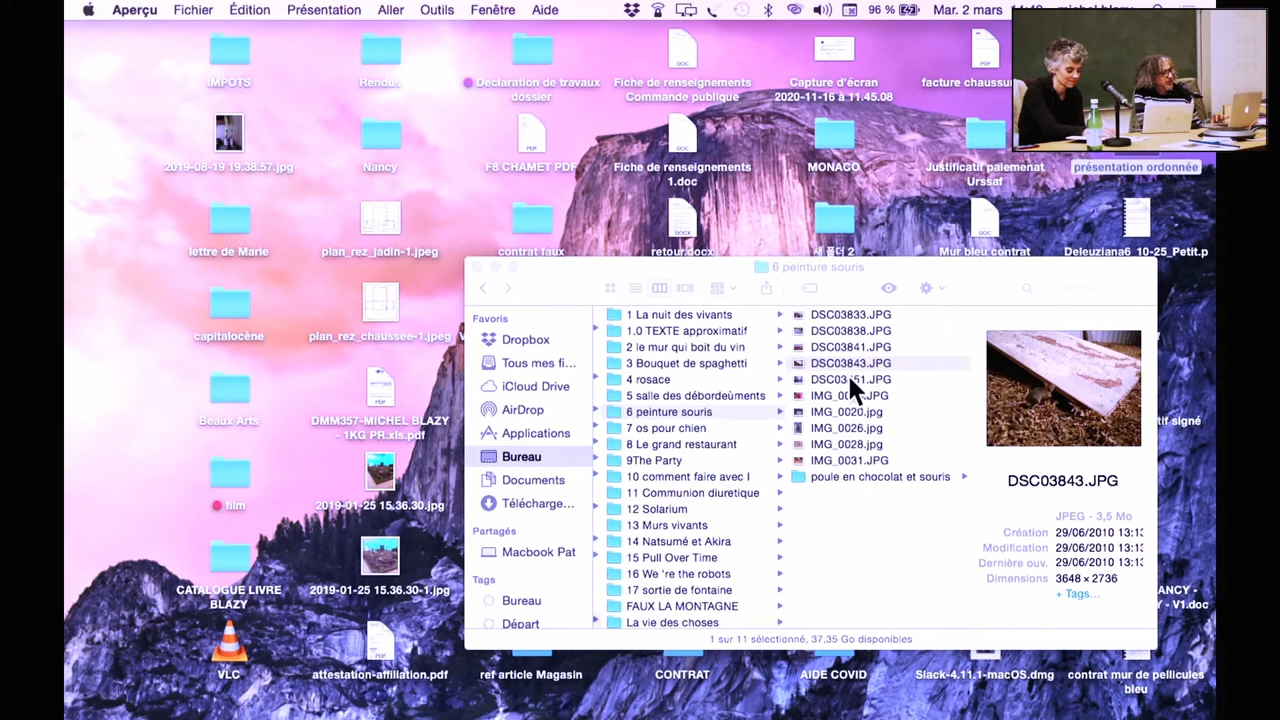 Aperçu Fichier Édition Présentation Aller Outils Fenêtre Aide 96 % Mar. 2 mars
IMPOTS
Rendus
Declaration de travaux
dossier
Fiche de renseignements
Commande publique
Capture d'écran
2020-11-16 à 11.45.08
2019-08-19 19.38.57.jpg
Nancy
F8 CHAMET PDF
Fiche de renseignements
1.doc
MONACO
Justificatif paiemenat
Urssaf
présentation ordonnée
lettre de Marie
plan_rez_jadin-1.jpeg
contrat faux
retour.docx
새 폴더 2
Mur bleu contrat
Deleuziana6_10-25_Petit.p
capitalocène
plan_rez_chaussée-1.jpeg
Beaux Arts
DMM357-MICHEL BLAZY
- 1KG PR.xls.pdf
film
2019-01-25 15.36.30.jpg
CATALOGUE LIVRE
BLAZY
2019-01-25 15.36.30-1.jpg
VLC
attestation-affiliation.pdf
ref article Magasin
CONTRAT
AIDE COVID
Slack-4.11.1-macOS.dmg
contrat mur de pellicules
bleu
6 peinture souris
Favoris
Dropbox
Tous mes fi...
iCloud Drive
AirDrop
Applications
Bureau
Documents
Télécharge...
Partagés
Macbook Pat
Tags
Bureau
Départ
1 La nuit des vivants
1.0 TEXTE approximatif
2 le mur qui boit du vin
3 Bouquet de spaghetti
4 rosace
5 salle des débordeùments
6 peinture souris
7 os pour chien
8 Le grand restaurant
9The Party
10 comment faire avec l
11 Communion diuretique
12 Solarium
13 Murs vivants
14 Natsumé et Akira
15 Pull Over Time
16 We 're the robots
17 sortie de fontaine
FAUX LA MONTAGNE
La vie des choses
DSC03833.JPG
DSC03838.JPG
DSC03841.JPG
DSC03843.JPG
IMG_0020.jpg
IMG_0026.jpg
IMG_0028.jpg
IMG_0031.JPG
poule en chocolat et souris
DSC03843.JPG
JPEG - 3,5 Mo
Création 29/06/2010
Modification 29/06/2010
Dernière ouv. 29/06/2010
Dimensions 3648 × 2736
+ Tags...
1 sur 11 sélectionné, 37,35 Go disponibles